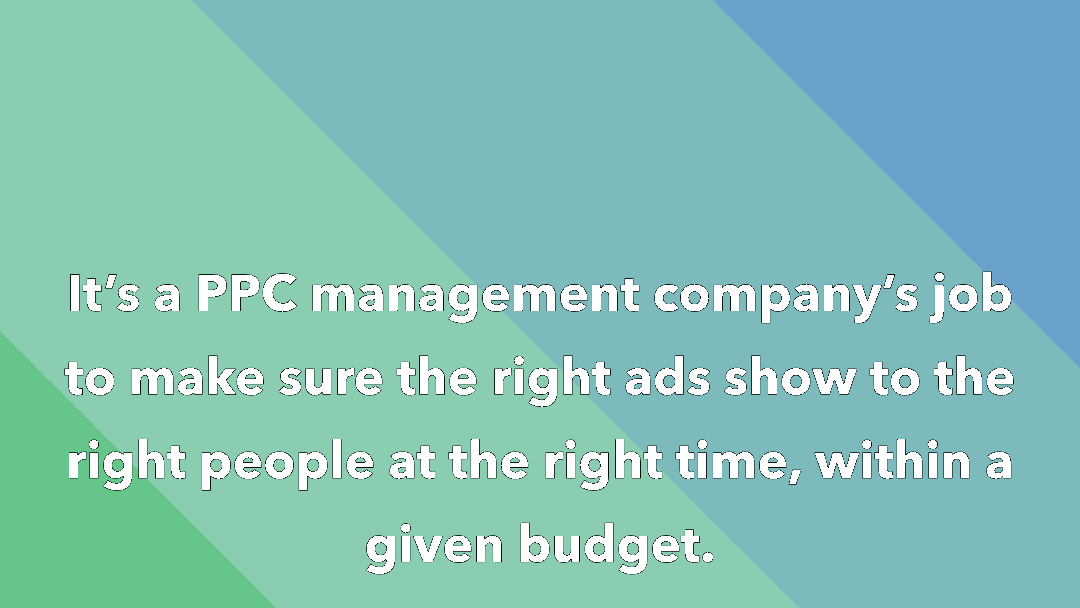 It’s a PPC management company’s job
to make sure the right ads show to the
right people at the right time, within a
given budget.